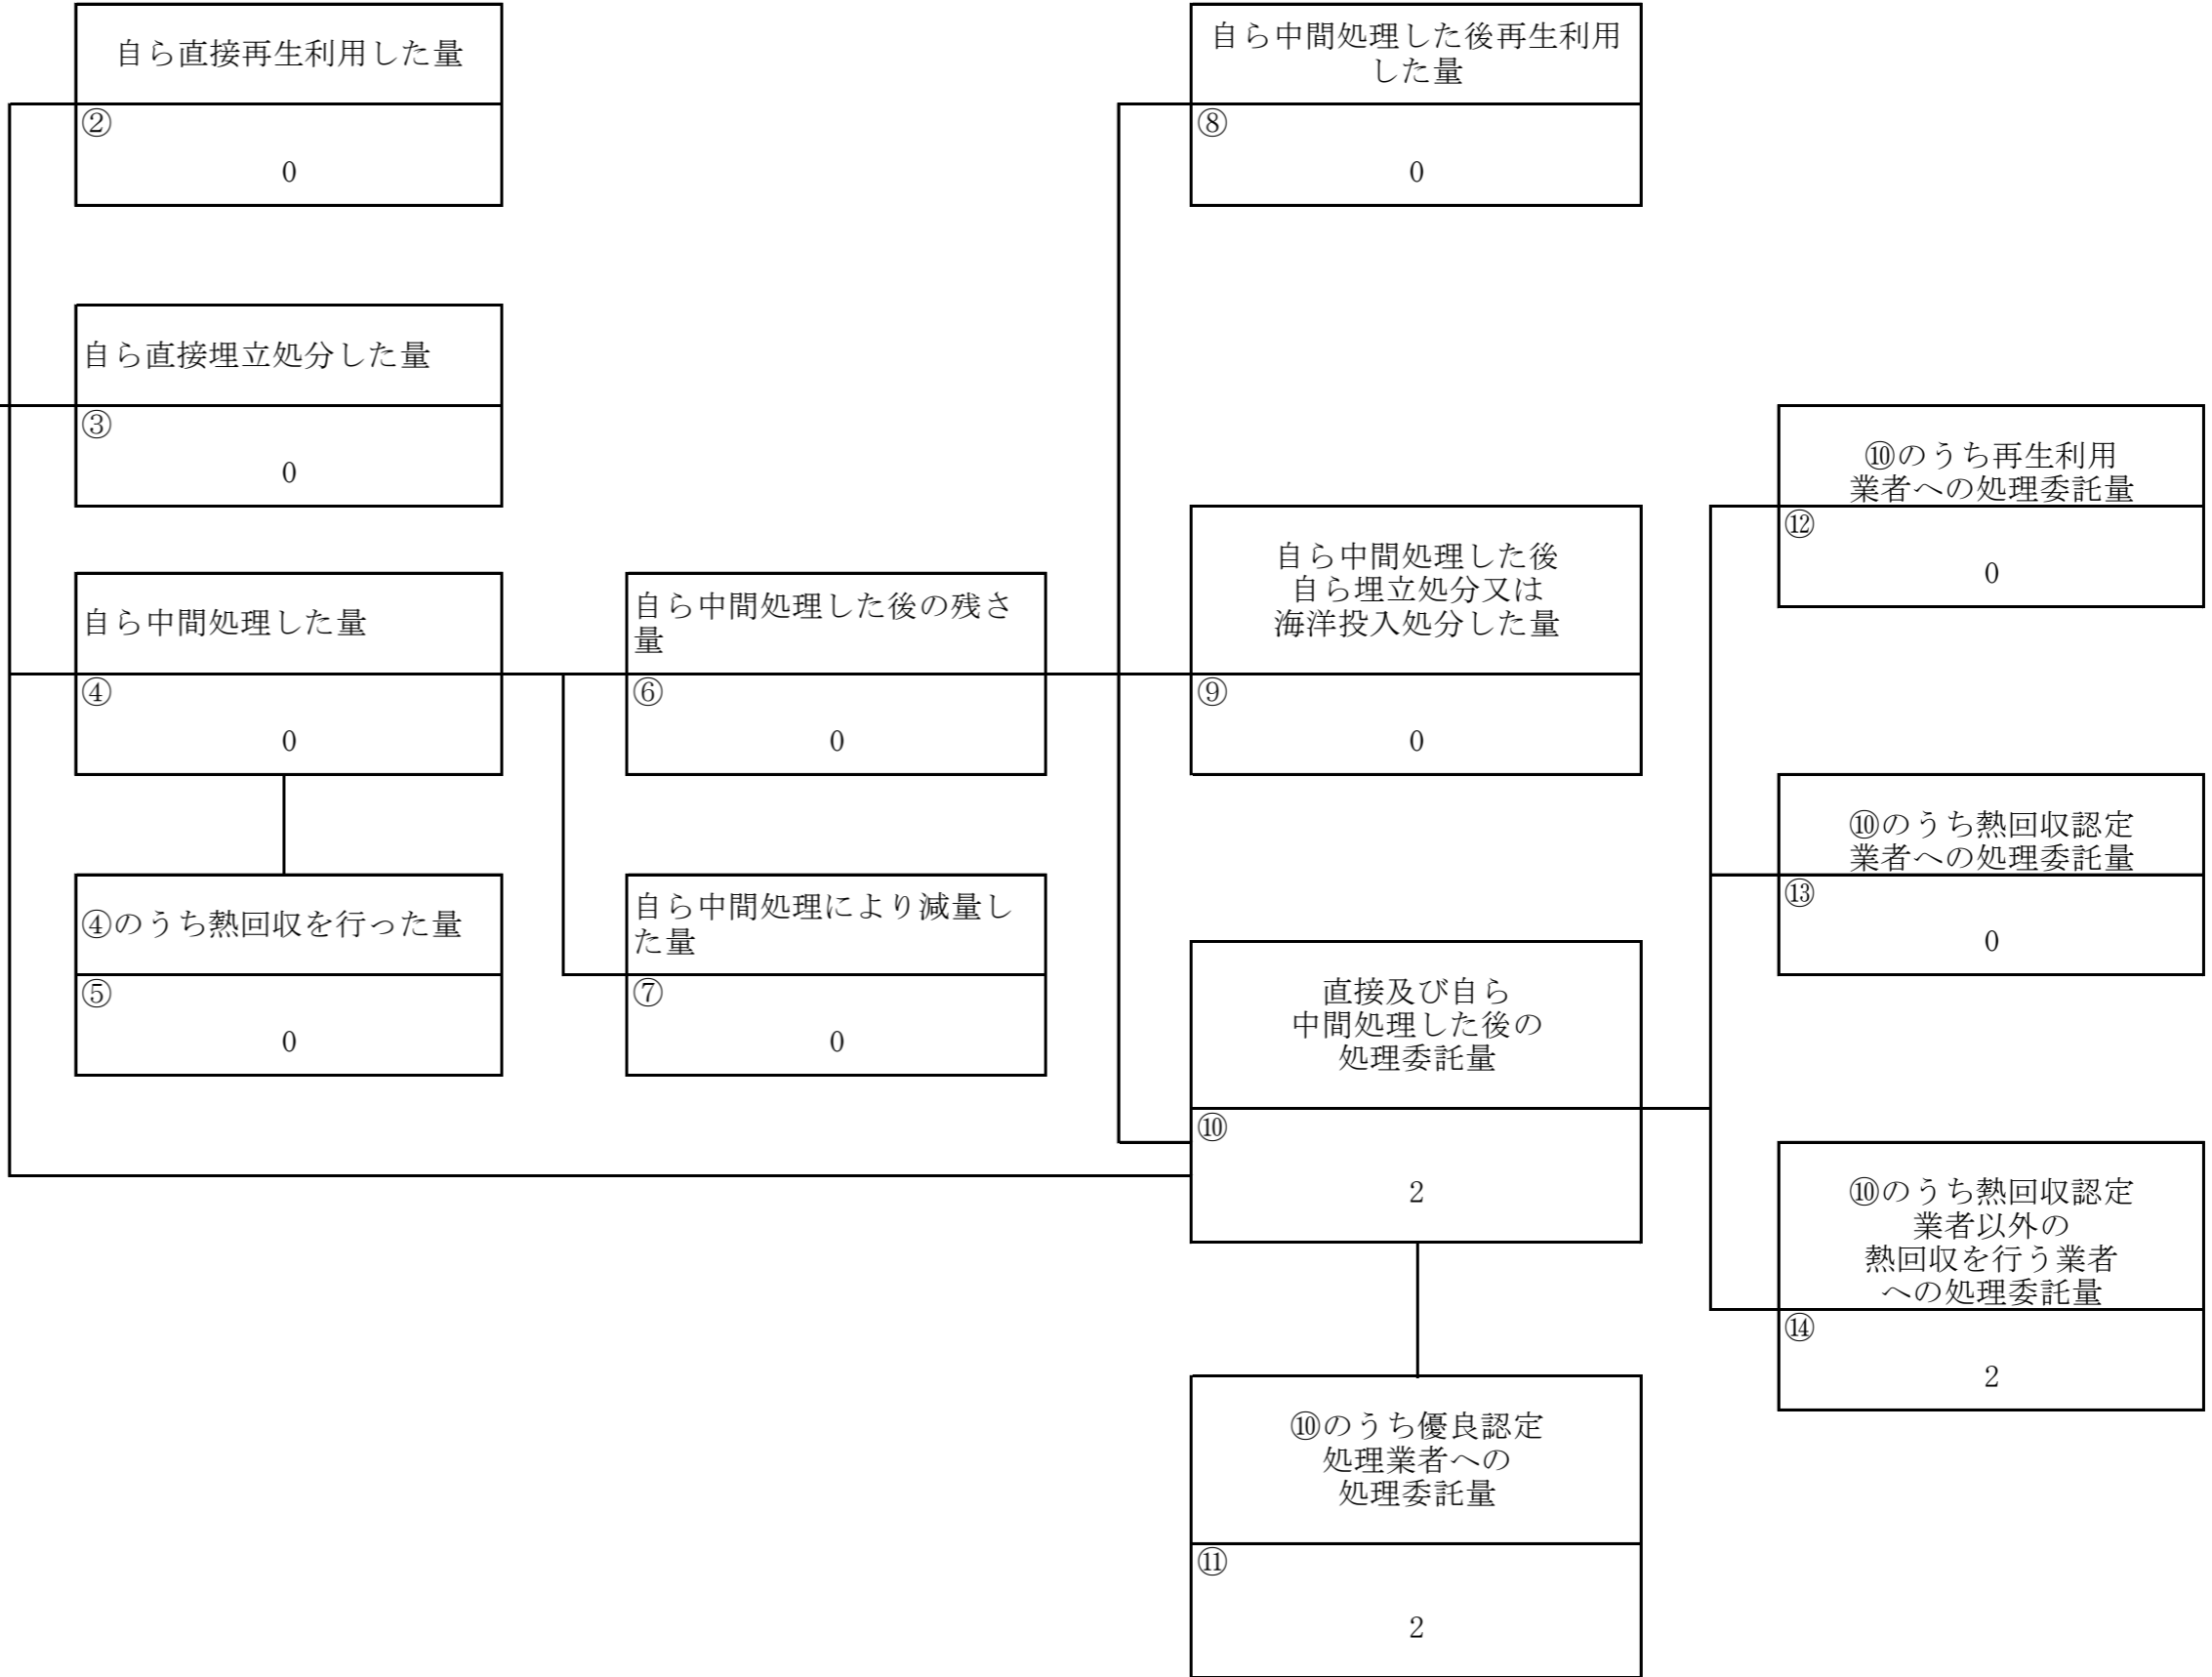 自ら直接再生利用した量
②
0
自ら直接埋立処分した量
③
0
自ら中間処理した量
④
0
④のうち熱回収を行った量
⑤
0
自ら中間処理した後の残さ
量
⑥
0
自ら中間処理により減量し
た量
⑦
0
自ら中間処理した後再生利用
した量
⑧
0
自ら中間処理した後
自ら埋立処分又は
海洋投入処分した量
⑨
0
直接及び自ら
中間処理した後の
処理委託量
⑩
2
⑩のうち優良認定
処理業者への
処理委託量
⑪
2
⑩のうち再生利用
業者への処理委託量
⑫
0
⑩のうち熱回収認定
業者への処理委託量
⑬
0
⑩のうち熱回収認定
業者以外の
熱回収を行う業者
への処理委託量
⑭
2